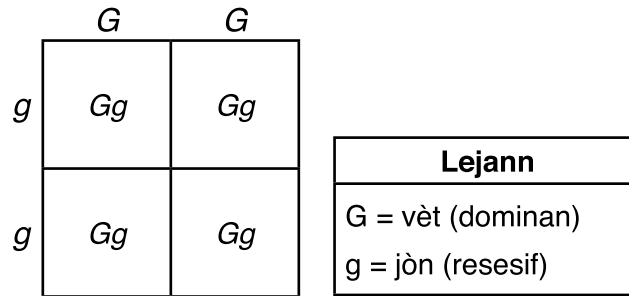 G G
g Gg Gg
g Gg Gg
Lejann
G = vèt (dominan)
g = jòn (resesif)